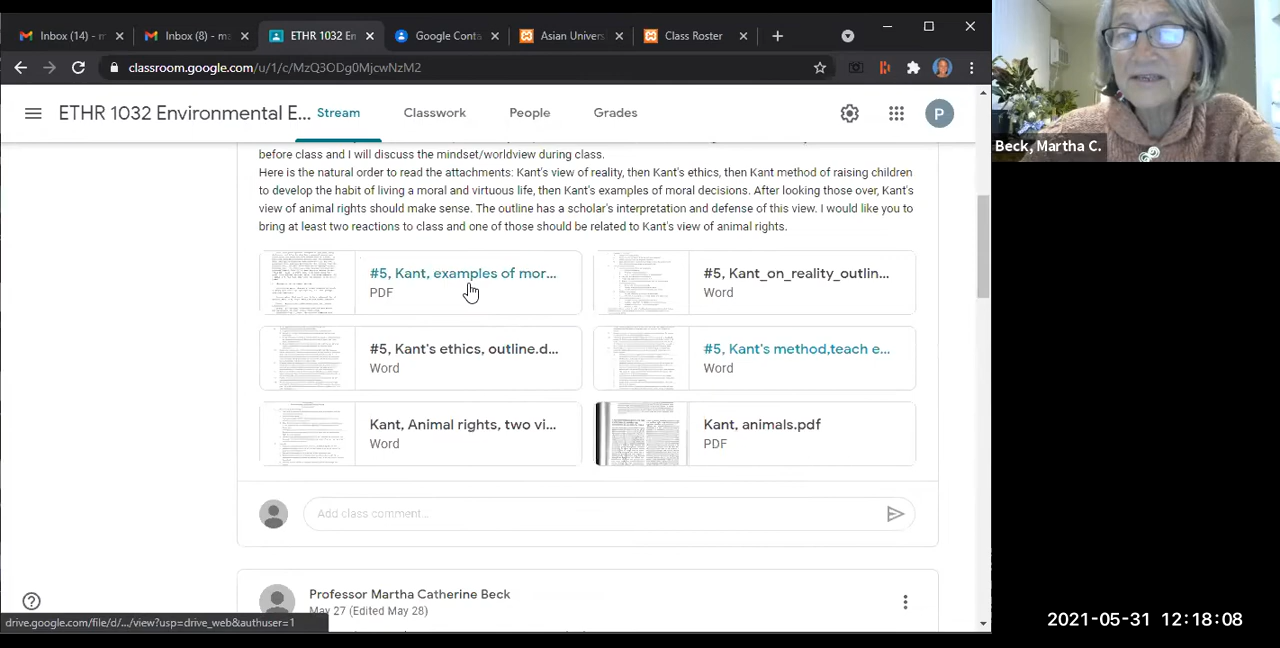 Inbox (14) - m
Inbox (8) - ma
ETHR 1032 En
Google Conta
Asian Univers
Class Roster
classroom.google.com/u/1/c/MzQ3ODg0MjcwNzM2
ETHR 1032 Environmental E...
Stream
Classwork
People
Grades
P
before class and I will discuss the mindset/worldview during class.
Here is the natural order to read the attachments: Kant's view of reality, then Kant's ethics, then Kant method of raising children
to develop the habit of living a moral and virtuous life, then Kant's examples of moral decisions. After looking those over, Kant's
view of animal rights should make sense. The outline has a scholar's interpretation and defense of this view. I would like you to
bring at least two reactions to class and one of those should be related to Kant's view of animal rights.
#5, Kant, examples of mor...
PDF
#5, Kant_on_reality_outlin...
Word
#5, Kant's ethics, outline.d...
Word
#5, Kant's method,teach e...
Word
Kant, Animal rights, two vi...
Word
Kant, animals.pdf
PDF
Add class comment...
Professor Martha Catherine Beck
May 27 (Edited May 28)
drive.google.com/file/d/.../view?usp=drive_web&authuser=1
Beck, Martha C.
2021-05-31 12:18:08